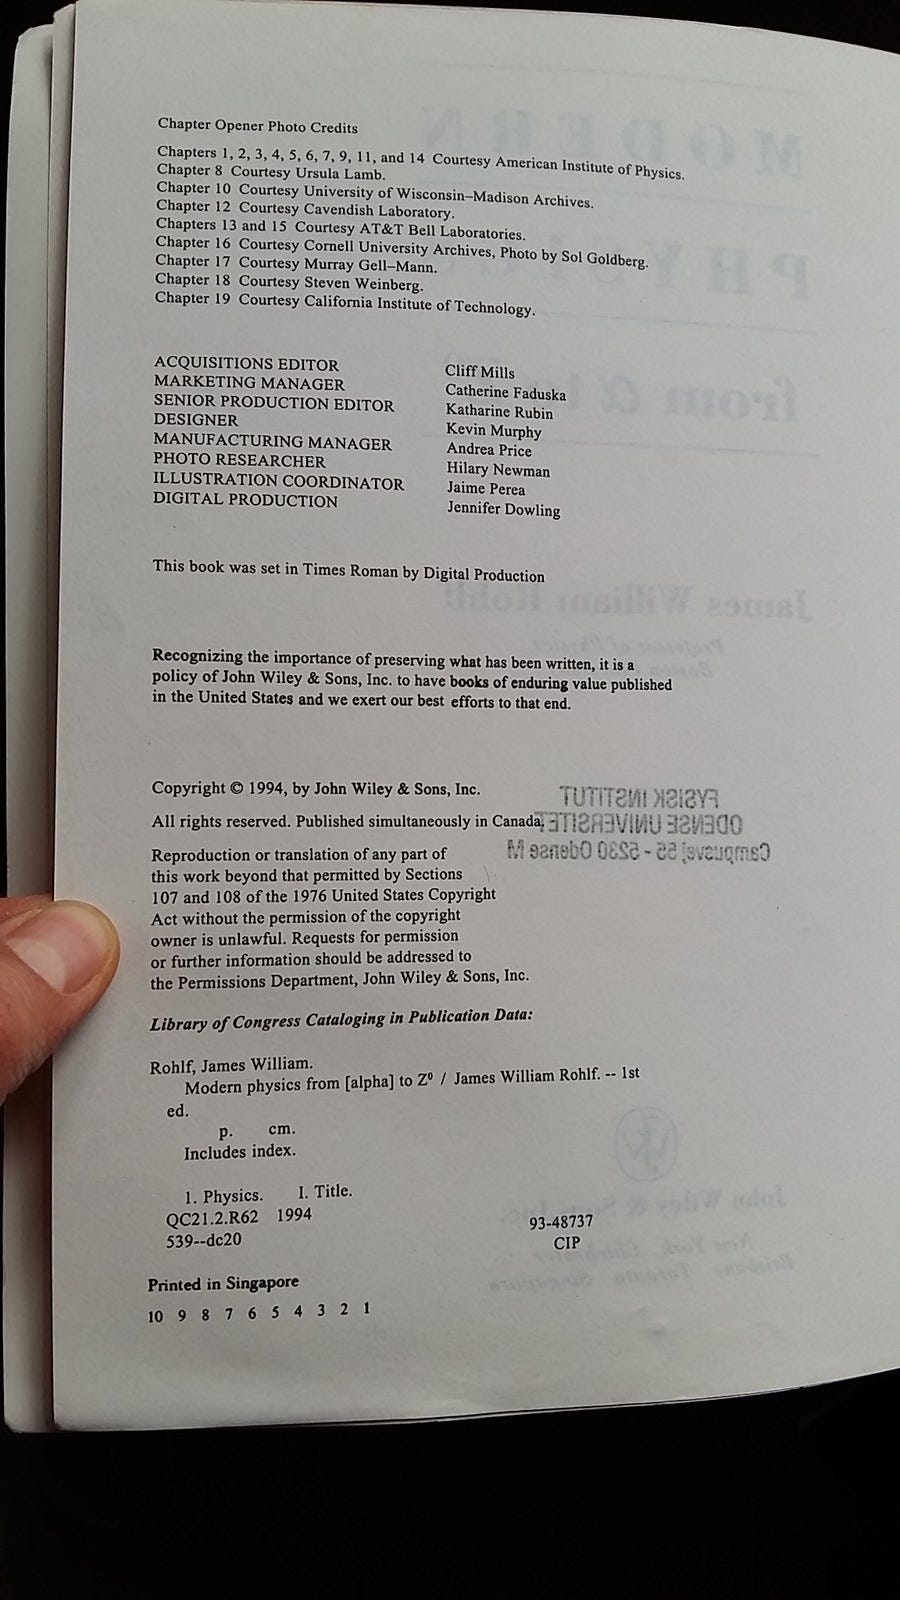 Chapter Opener Photo Credits
Chapters 1, 2, 3, 4, 5, 6, 7, 9, 11, and 14 Courtesy American Institute of Physics.
Chapter 8 Courtesy Ursula Lamb.
Chapter 10 Courtesy University of Wisconsin–Madison Archives.
Chapter 12 Courtesy Cavendish Laboratory.
Chapters 13 and 15 Courtesy AT&T Bell Laboratories.
Chapter 16 Courtesy Cornell University Archives, Photo by Sol Goldberg.
Chapter 17 Courtesy Murray Gell–Mann.
Chapter 18 Courtesy Steven Weinberg.
Chapter 19 Courtesy California Institute of Technology.
ACQUISITIONS EDITOR Cliff Mills
MARKETING MANAGER Catherine Faduska
SENIOR PRODUCTION EDITOR Katharine Rubin
DESIGNER Kevin Murphy
MANUFACTURING MANAGER Andrea Price
PHOTO RESEARCHER Hilary Newman
ILLUSTRATION COORDINATOR Jaime Perea
DIGITAL PRODUCTION Jennifer Dowling
This book was set in Times Roman by Digital Production
Recognizing the importance of preserving what has been written, it is a
policy of John Wiley & Sons, Inc. to have books of enduring value published
in the United States and we exert our best efforts to that end.
Copyright © 1994, by John Wiley & Sons, Inc.
All rights reserved. Published simultaneously in Canada.
Reproduction or translation of any part of
this work beyond that permitted by Sections
107 and 108 of the 1976 United States Copyright
Act without the permission of the copyright
owner is unlawful. Requests for permission
or further information should be addressed to
the Permissions Department, John Wiley & Sons, Inc.
FYSISK INSTITUT
ODENSE UNIVERSITET
Campusvej 55 - 5230 Odense M
Library of Congress Cataloging in Publication Data:
Rohlf, James William.
Modern physics from [alpha] to Z⁰ / James William Rohlf. -- 1st
ed.
p. cm.
Includes index.
1. Physics. I. Title.
QC21.2.R62 1994
539--dc20
93-48737
CIP
Printed in Singapore
10 9 8 7 6 5 4 3 2 1